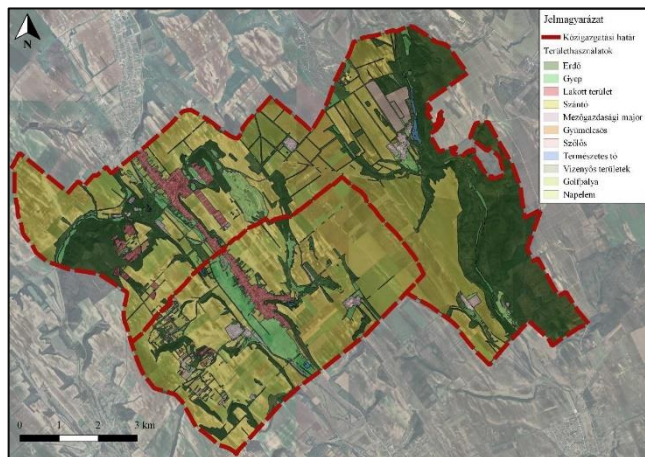 N
Jelmagyarázat
Közigazgatási határ
Területhasználatok
Erdő
Gyep
Lakott terület
Szántó
Mezőgazdasági major
Gyümölcsös
Szőlős
Természetes tó
Vizenyős területek
Golfpálya
Napelem
0 1 2 3 km